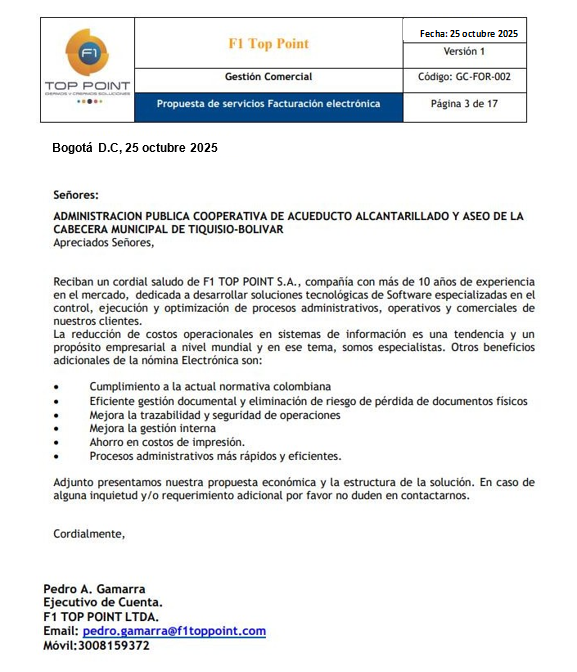 F1
TOP POINT
IDEAMOS Y CREAMOS SOLUCIONES
F1 Top Point
Gestión Comercial
Propuesta de servicios Facturación electrónica
Fecha: 25 octubre 2025
Versión 1
Código: GC-FOR-002
Página 3 de 17
Bogotá D.C, 25 octubre 2025
Señores:
ADMINISTRACION PUBLICA COOPERATIVA DE ACUEDUCTO ALCANTARILLADO Y ASEO DE LA
CABECERA MUNICIPAL DE TIQUISIO-BOLIVAR
Apreciados Señores,
Reciban un cordial saludo de F1 TOP POINT S.A., compañía con más de 10 años de experiencia
en el mercado, dedicada a desarrollar soluciones tecnológicas de Software especializadas en el
control, ejecución y optimización de procesos administrativos, operativos y comerciales de
nuestros clientes.
La reducción de costos operacionales en sistemas de información es una tendencia y un
propósito empresarial a nivel mundial y en ese tema, somos especialistas. Otros beneficios
adicionales de la nómina Electrónica son:
• Cumplimiento a la actual normativa colombiana
• Eficiente gestión documental y eliminación de riesgo de pérdida de documentos físicos
• Mejora la trazabilidad y seguridad de operaciones
• Mejora la gestión interna
• Ahorro en costos de impresión.
• Procesos administrativos más rápidos y eficientes.
Adjunto presentamos nuestra propuesta económica y la estructura de la solución. En caso de
alguna inquietud y/o requerimiento adicional por favor no duden en contactarnos.
Cordialmente,
Pedro A. Gamarra
Ejecutivo de Cuenta.
F1 TOP POINT LTDA.
Email: pedro.gamarra@f1toppoint.com
Móvil:3008159372